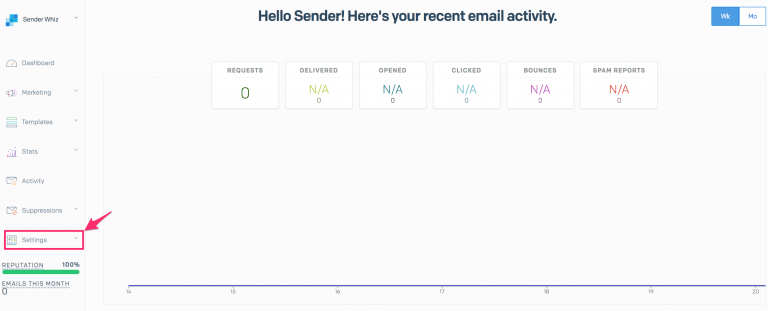 Sender Whiz
Hello Sender! Here's your recent email activity.
Wk Mo
Dashboard
Marketing
Templates
Stats
Activity
Suppressions
Settings
REPUTATION 100%
EMAILS THIS MONTH
0
REQUESTS DELIVERED OPENED CLICKED BOUNCES SPAM REPORTS
0 N/A N/A N/A N/A N/A
0 0 0 0 0
14 15 16 17 18 19 20